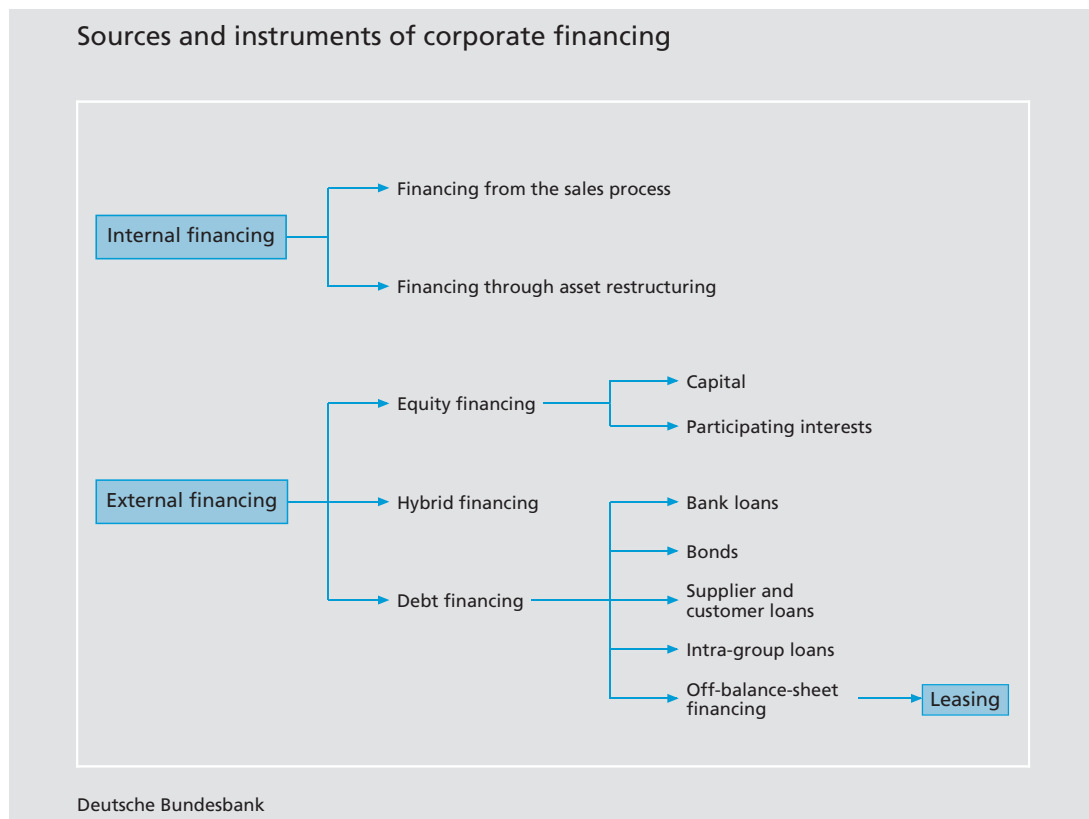 Sources and instruments of corporate financing
Financing from the sales process
Internal financing
Financing through asset restructuring
Capital
Equity financing
Participating interests
External financing
Hybrid financing
Bank loans
Bonds
Debt financing
Supplier and
customer loans
Intra-group loans
Off-balance-sheet
financing
Leasing
Deutsche Bundesbank